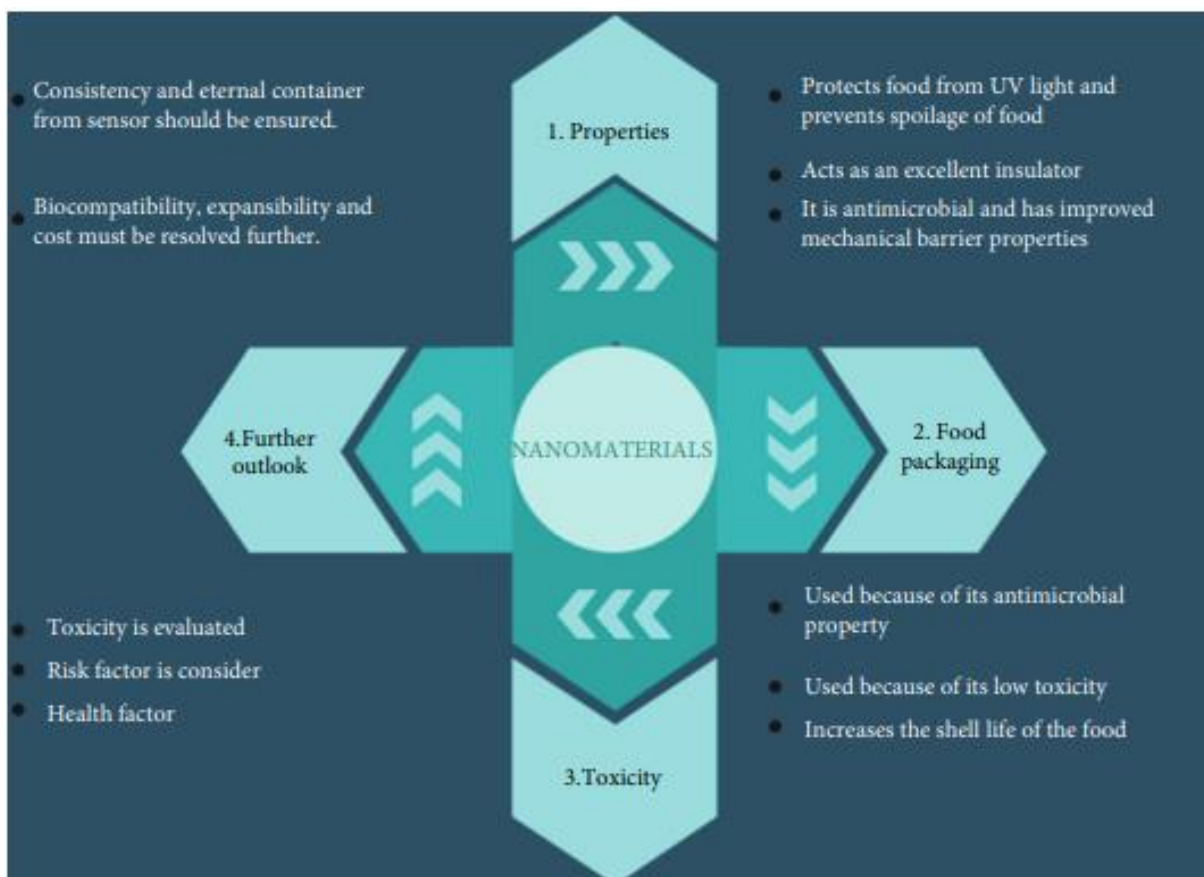 1. Properties
Protects food from UV light and
prevents spoilage of food
Acts as an excellent insulator
It is antimicrobial and has improved
mechanical barrier properties
2. Food
packaging
Used because of its antimicrobial
property
Used because of its low toxicity
Increases the shell life of the food
3.Toxicity
Toxicity is evaluated
Risk factor is consider
Health factor
4.Further
outlook
Consistency and eternal container
from sensor should be ensured.
Biocompatibility, expansibility and
cost must be resolved further.
NANOMATERIALS